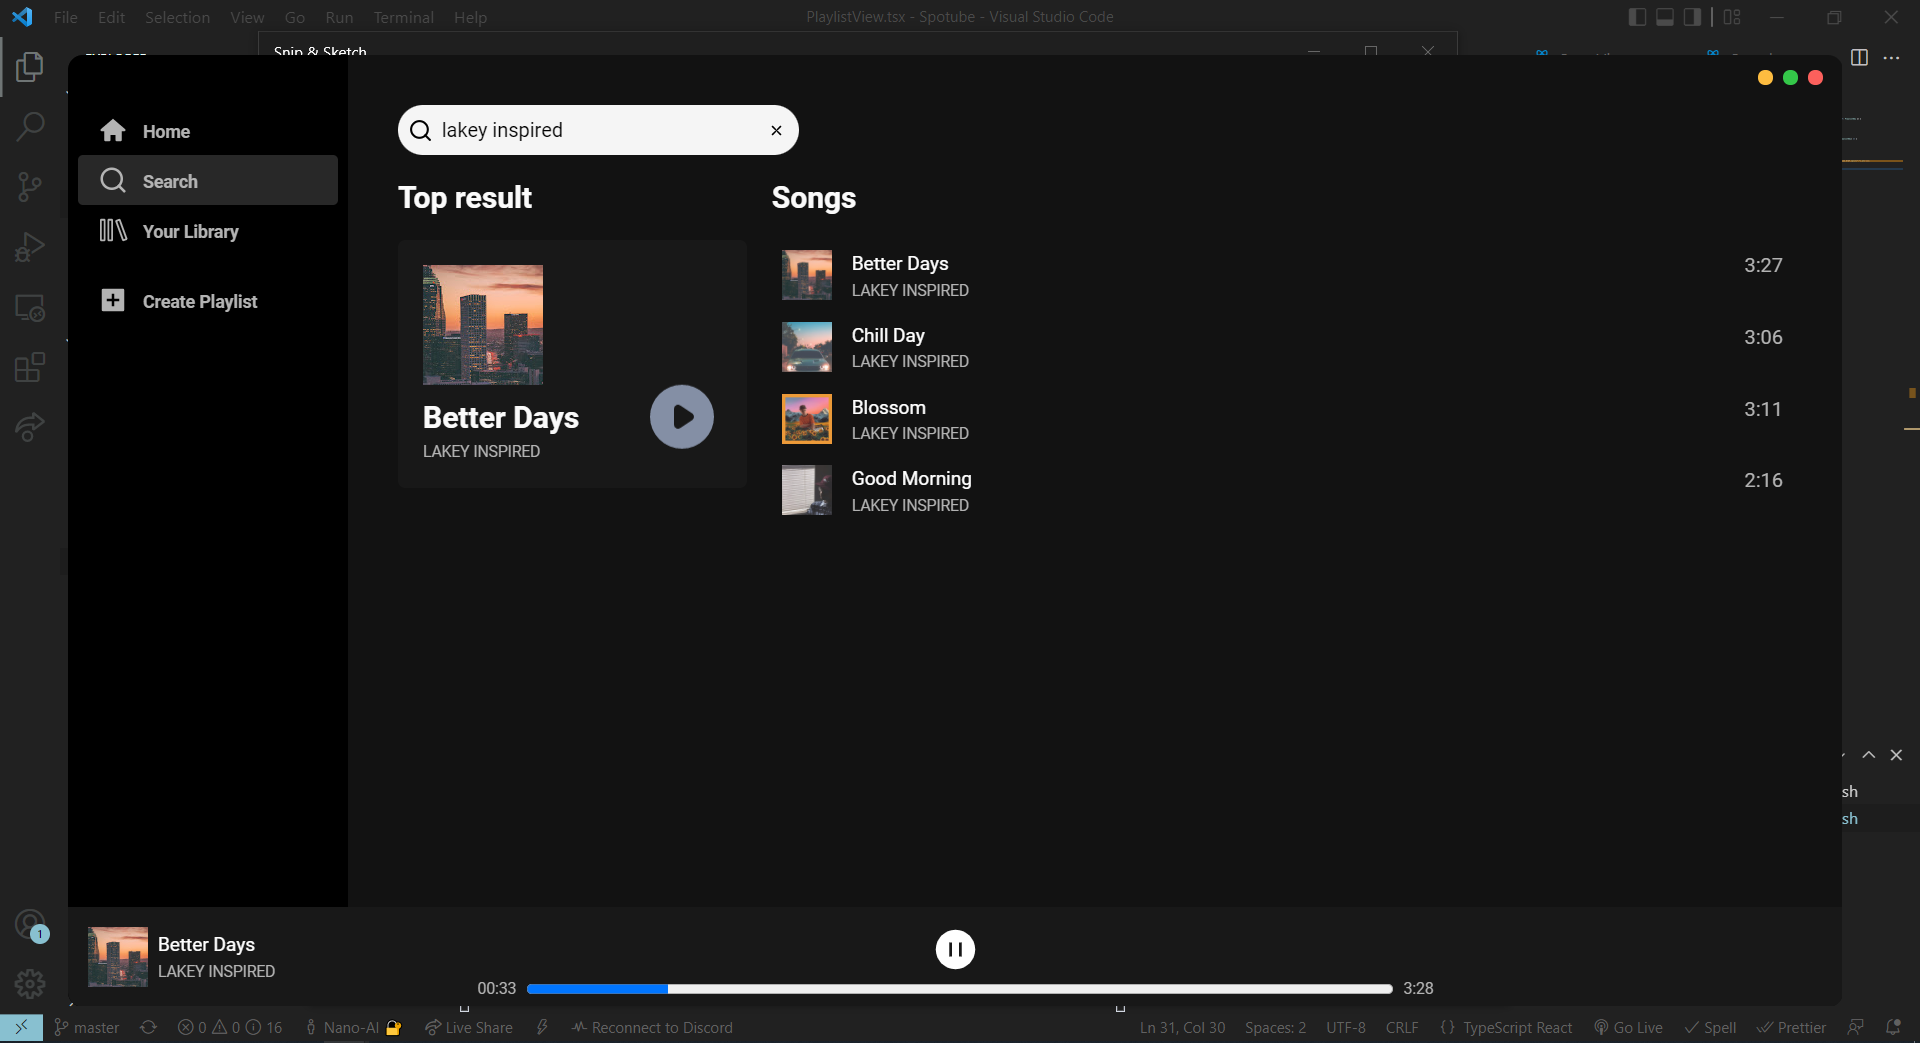 File Edit Selection View Go Run Terminal Help
PlaylistView.tsx - Spotube - Visual Studio Code
Snip & Sketch
Home
Search
Your Library
Create Playlist
lakey inspired
Top result
Better Days
LAKEY INSPIRED
Songs
Better Days
LAKEY INSPIRED
3:27
Chill Day
LAKEY INSPIRED
3:06
Blossom
LAKEY INSPIRED
3:11
Good Morning
LAKEY INSPIRED
2:16
sh
sh
1
Better Days
LAKEY INSPIRED
00:33
3:28
master 0 0 16 Nano-AI Live Share Reconnect to Discord
Ln 31, Col 30 Spaces: 2 UTF-8 CRLF {} TypeScript React Go Live Spell Prettier